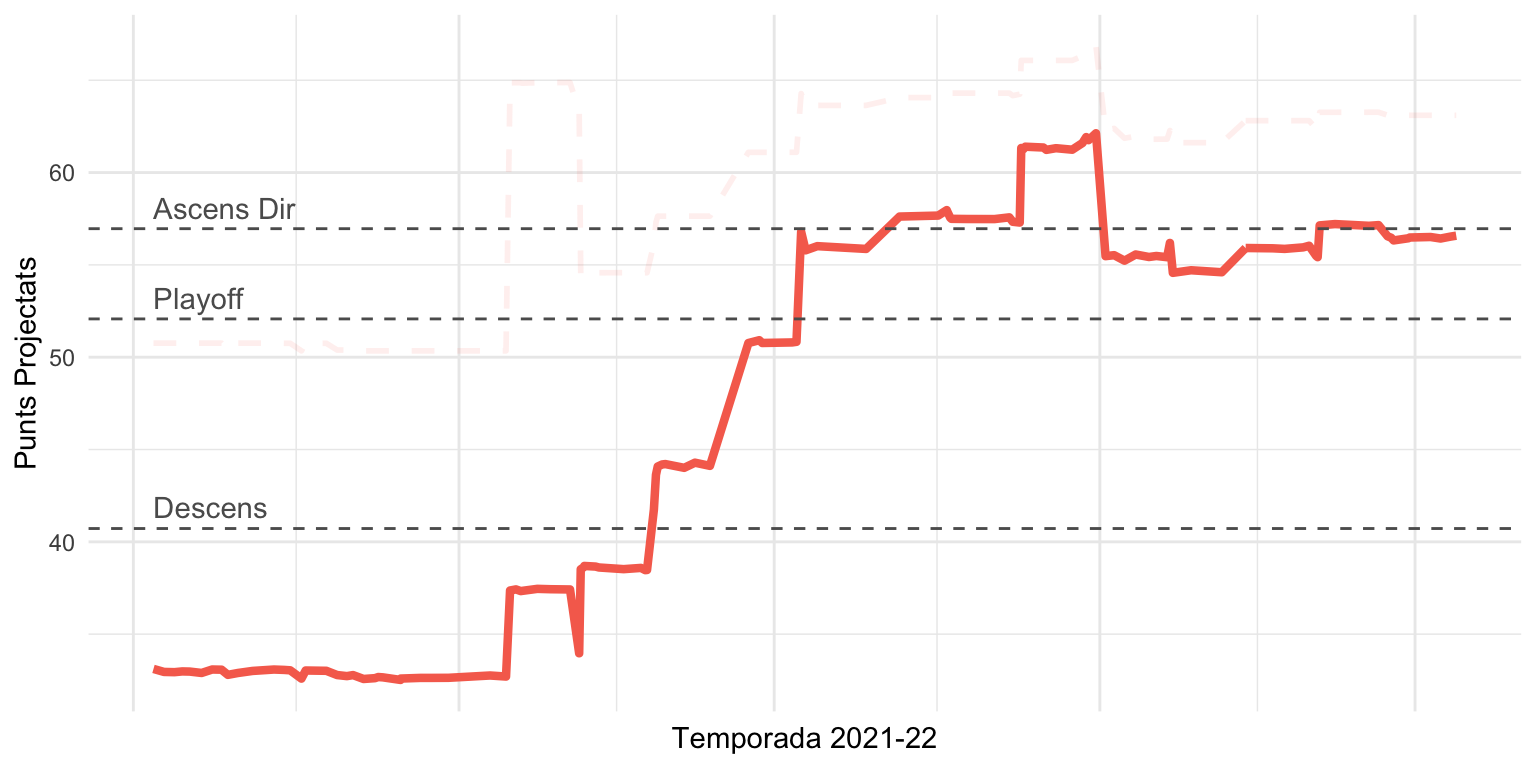 60
Ascens Dir
Playoff
50
Descens
40
Punts Projectats
Temporada 2021-22